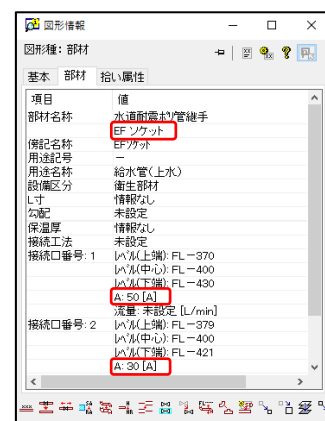 図形情報
図形種: 部材
基本 部材 拾い属性
項目 値
部材名称 水道耐震ﾎﾟﾘ管継手
EF ソケット
傍記名称 EFｿｹｯﾄ
用途記号 －
用途名称 給水管(上水)
設備区分 衛生部材
L寸 情報なし
勾配 未設定
保温厚 情報なし
接続工法 未設定
接続口番号: 1 ﾚﾍﾞﾙ(上端): FL－370
ﾚﾍﾞﾙ(中心): FL－400
ﾚﾍﾞﾙ(下端): FL－430
A: 50 [A]
流量: 未設定 [L/min]
接続口番号: 2 ﾚﾍﾞﾙ(上端): FL－379
ﾚﾍﾞﾙ(中心): FL－400
ﾚﾍﾞﾙ(下端): FL－421
A: 30 [A]